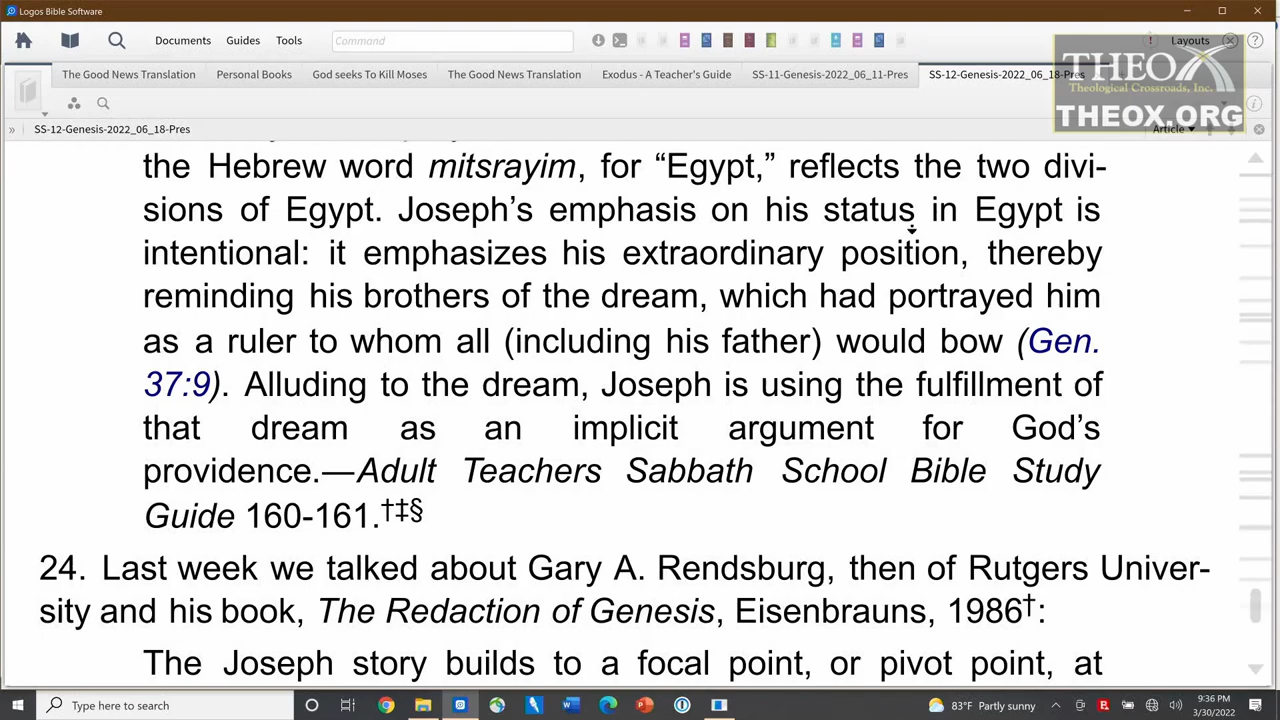 Logos Bible Software
Documents Guides Tools Command Layouts
The Good News Translation Personal Books God seeks To Kill Moses The Good News Translation Exodus - A Teacher's Guide SS-11-Genesis-2022_06_11-Pres SS-12-Genesis-2022_06_18-Pres
THEOX
Theological Crossroads, Inc.
THEOX.ORG
SS-12-Genesis-2022_06_18-Pres Article
the Hebrew word mitsrayim, for “Egypt,” reflects the two divi-
sions of Egypt. Joseph’s emphasis on his status in Egypt is
intentional: it emphasizes his extraordinary position, thereby
reminding his brothers of the dream, which had portrayed him
as a ruler to whom all (including his father) would bow (Gen.
37:9). Alluding to the dream, Joseph is using the fulfillment of
that dream as an implicit argument for God’s
providence.—Adult Teachers Sabbath School Bible Study
Guide 160-161.†‡§
24. Last week we talked about Gary A. Rendsburg, then of Rutgers Univer-
sity and his book, The Redaction of Genesis, Eisenbrauns, 1986†:
The Joseph story builds to a focal point, or pivot point, at
Type here to search 83°F Partly sunny 9:36 PM
3/30/2022